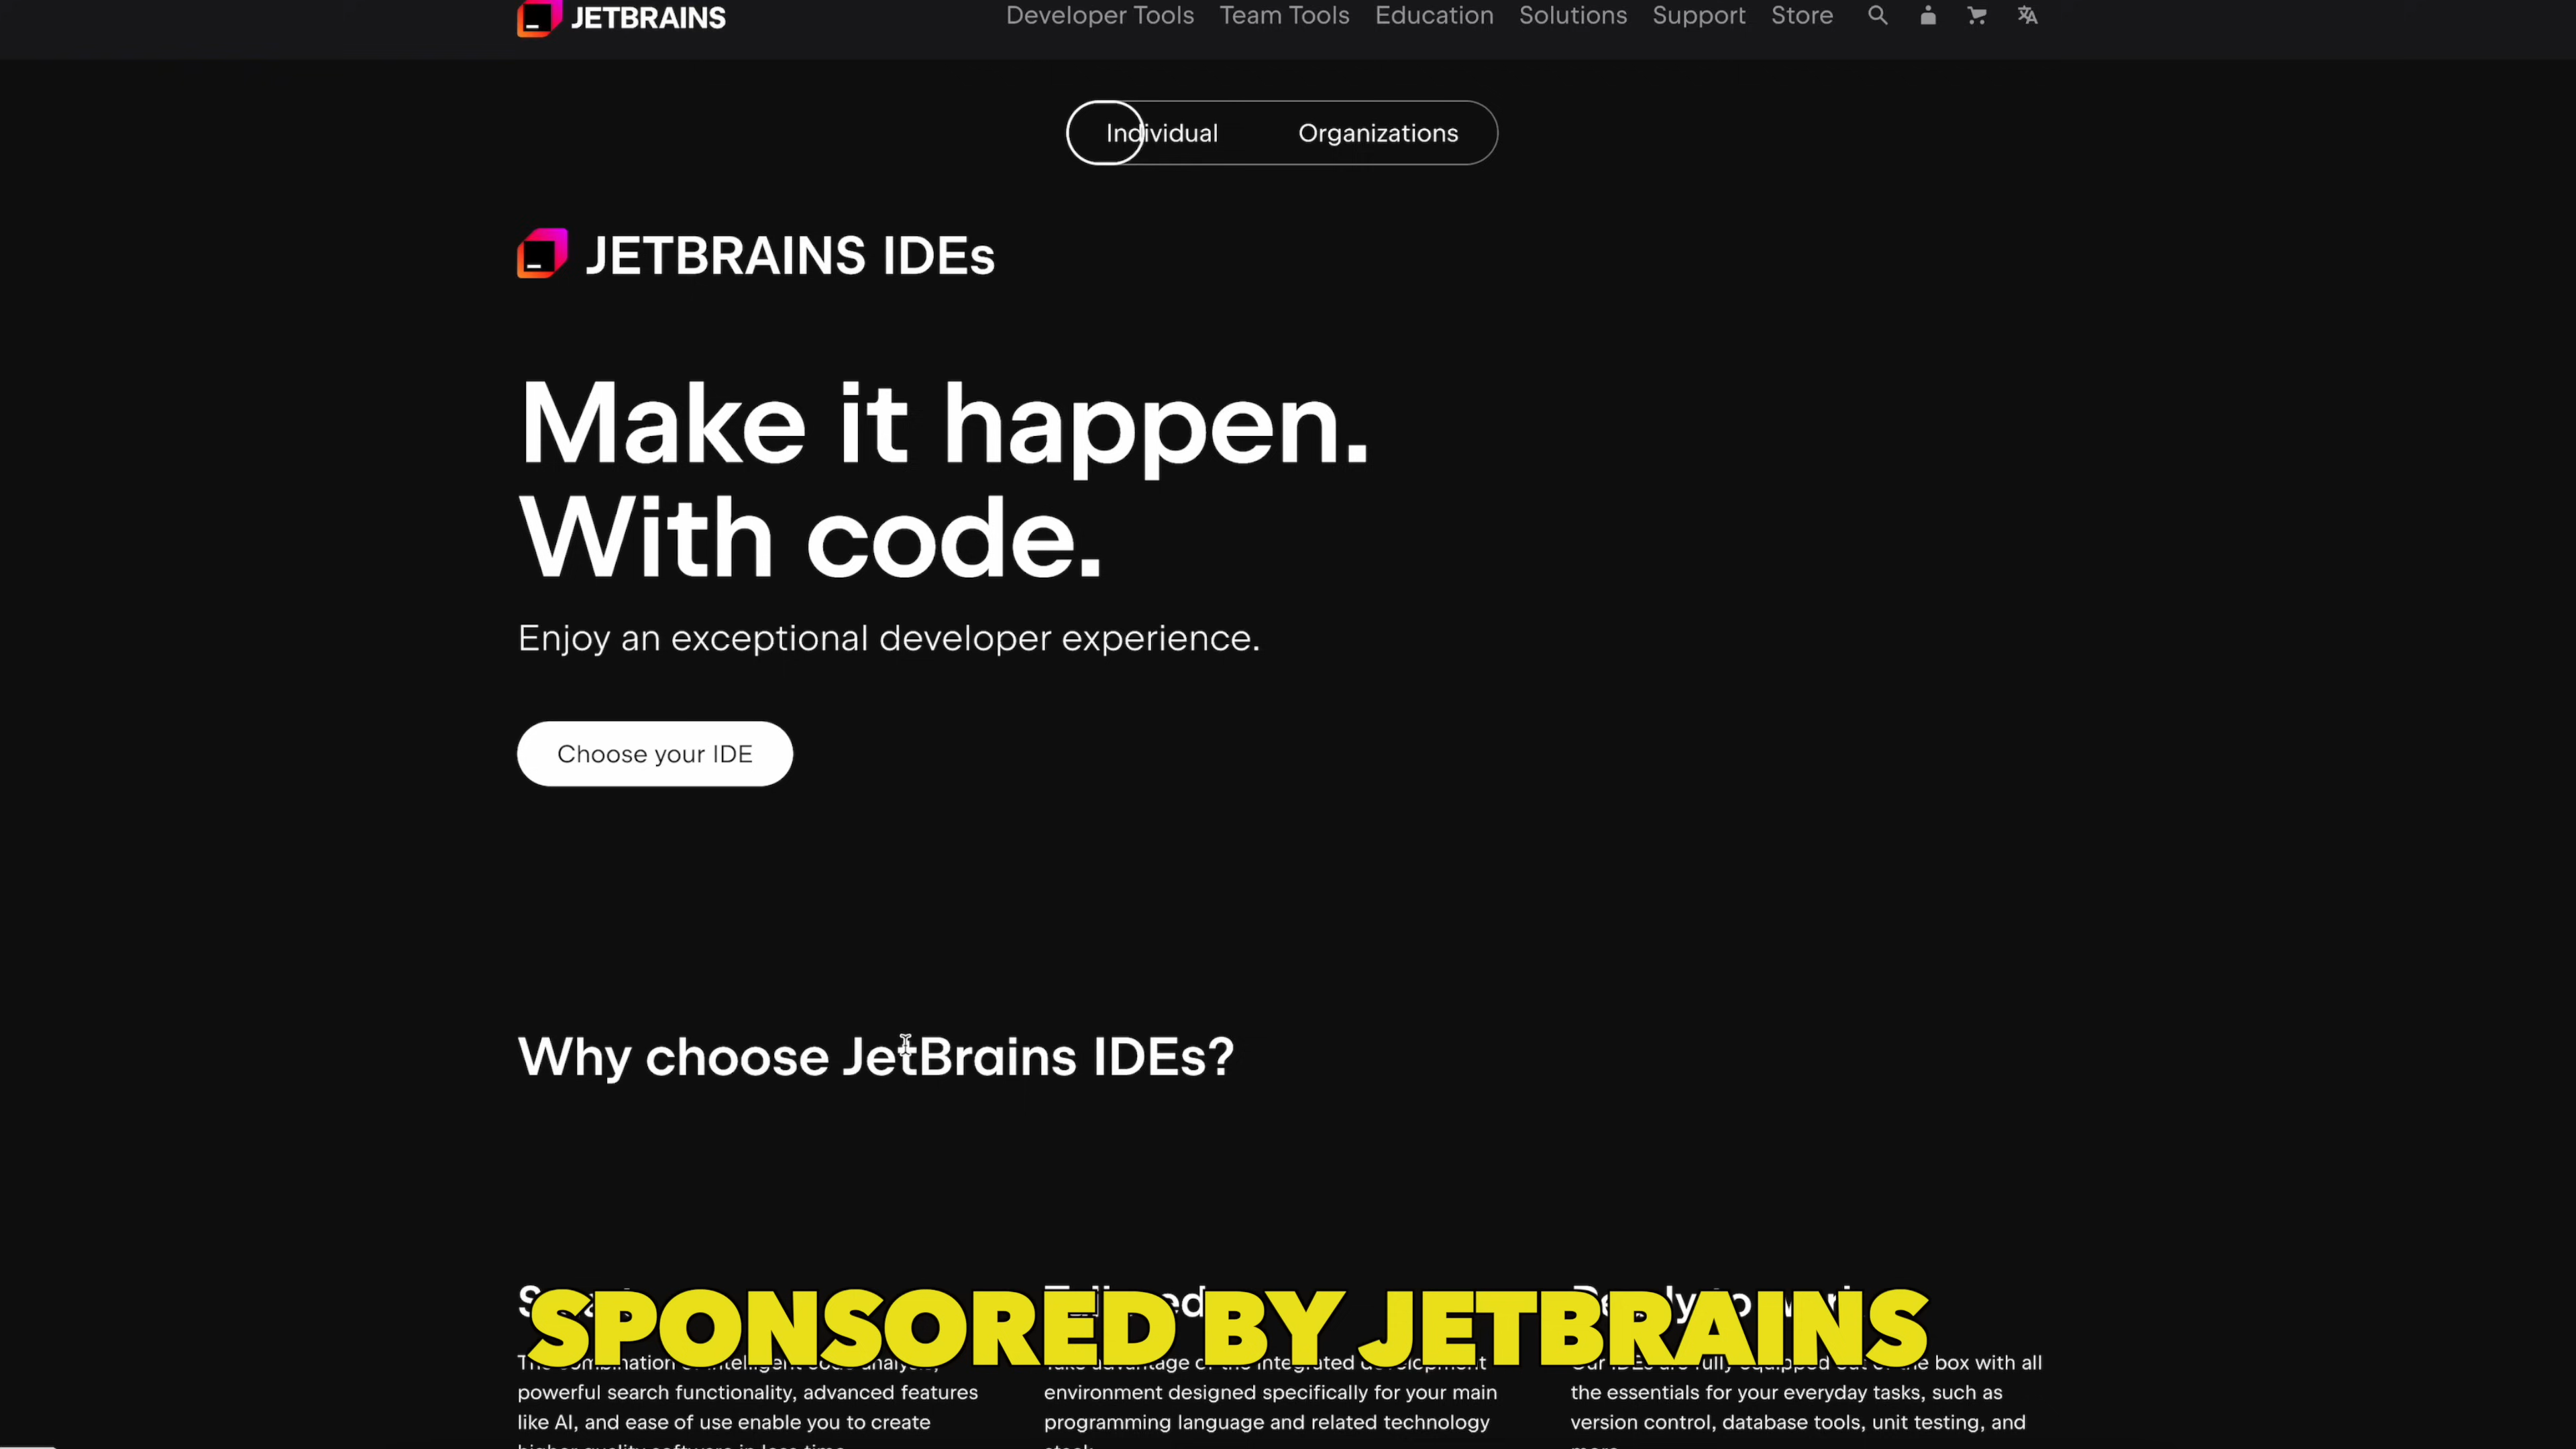 JETBRAINS
Developer Tools Team Tools Education Solutions Support Store
Individual Organizations
JETBRAINS IDEs
Make it happen.
With code.
Enjoy an exceptional developer experience.
Choose your IDE
Why choose JetBrains IDEs?
SPONSORED BY JETBRAINS
powerful search functionality, advanced features
like AI, and ease of use enable you to create
environment designed specifically for your main
programming language and related technology
box with all
the essentials for your everyday tasks, such as
version control, database tools, unit testing, and